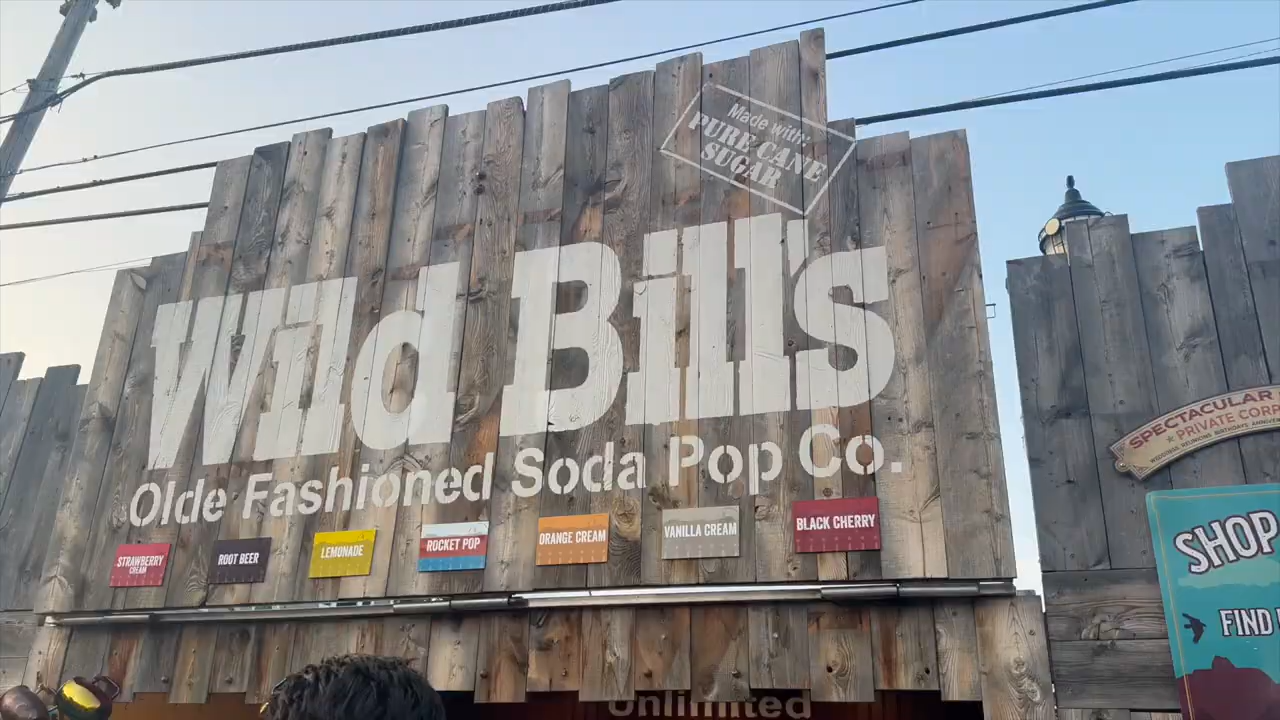 Made with:
PURE CANE
SUGAR
Wild Bill's
Olde Fashioned Soda Pop Co.
STRAWBERRY
CREAM
ROOT BEER
LEMONADE
ROCKET POP
ORANGE CREAM
VANILLA CREAM
BLACK CHERRY
Unlimited
SPECTACULAR
PRIVATE
SHOP
FIND